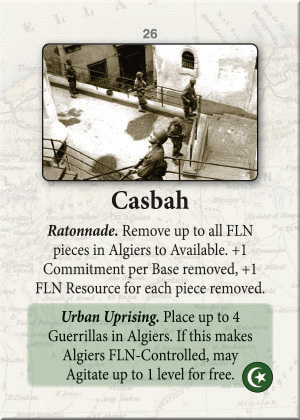 26
Casbah
Ratonnade. Remove up to all FLN
pieces in Algiers to Available. +1
Commitment per Base removed, +1
FLN Resource for each piece removed.
Urban Uprising. Place up to 4
Guerrillas in Algiers. If this makes
Algiers FLN-Controlled, may
Agitate up to 1 level for free.